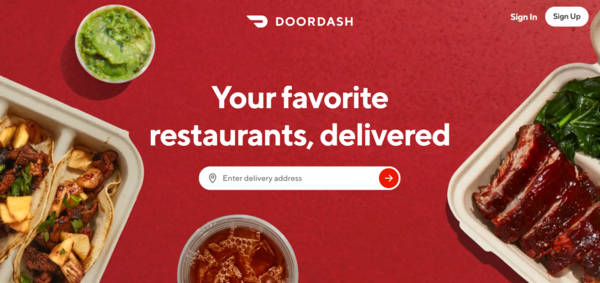 DOORDASH
Sign In
Sign Up
Your favorite
restaurants, delivered
Enter delivery address